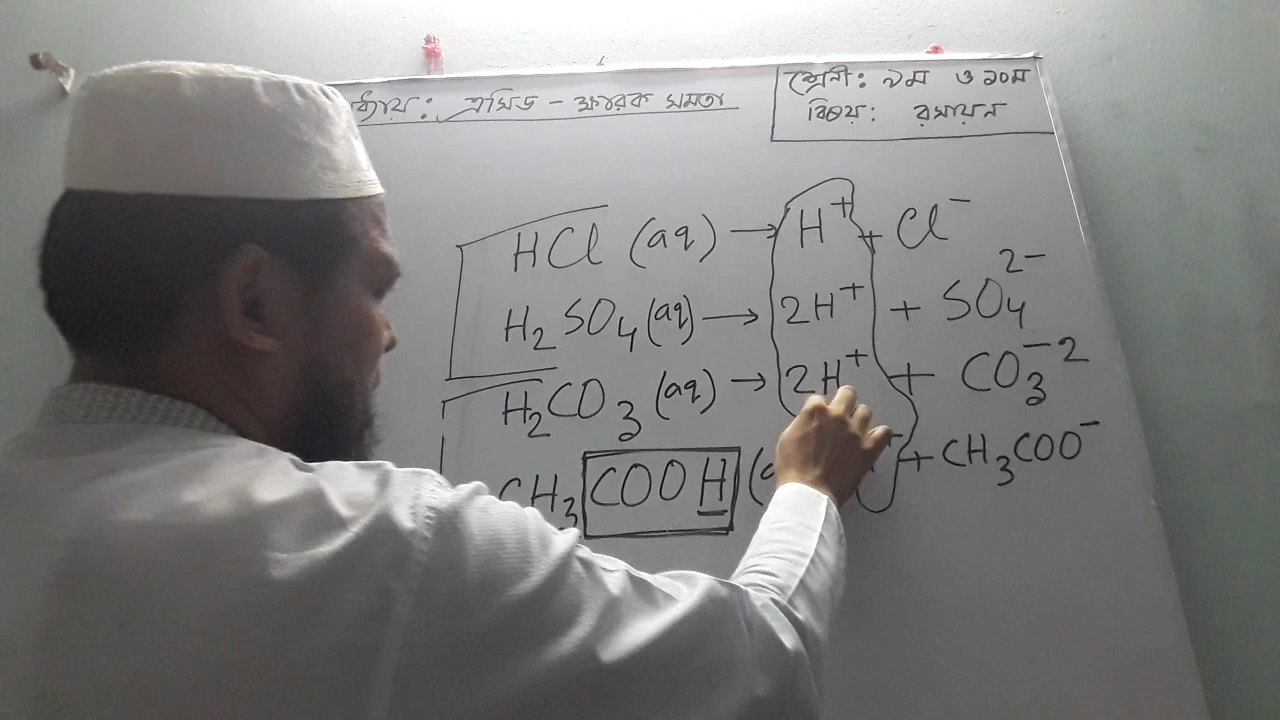 এসিড - ক্ষারক সমতা
শ্রেনী: ৯ম ও ১০ম
বিষয়: রসায়ন
HCl (aq) → H⁺ + Cl⁻
H₂SO₄(aq) → 2H⁺ + SO₄²⁻
H₂CO₃(aq) → 2H⁺ + CO₃⁻²
CH₃COOH + CH₃COO⁻